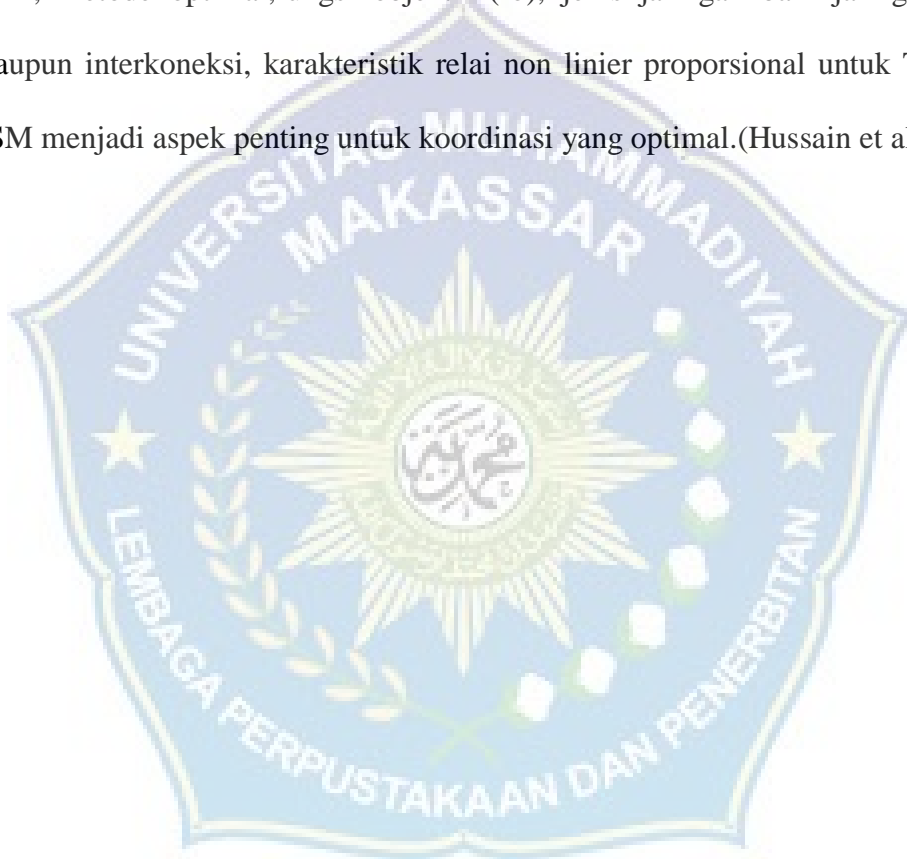 aupun interkoneksi, karakteristik relai non linier proporsional untuk
SM menjadi aspek penting untuk koordinasi yang optimal.(Hussain et al
UNIVERSITAS MUHAMMADIYAH
MAKASSAR
LEMBAGA PERPUSTAKAAN DAN PENERBITAN